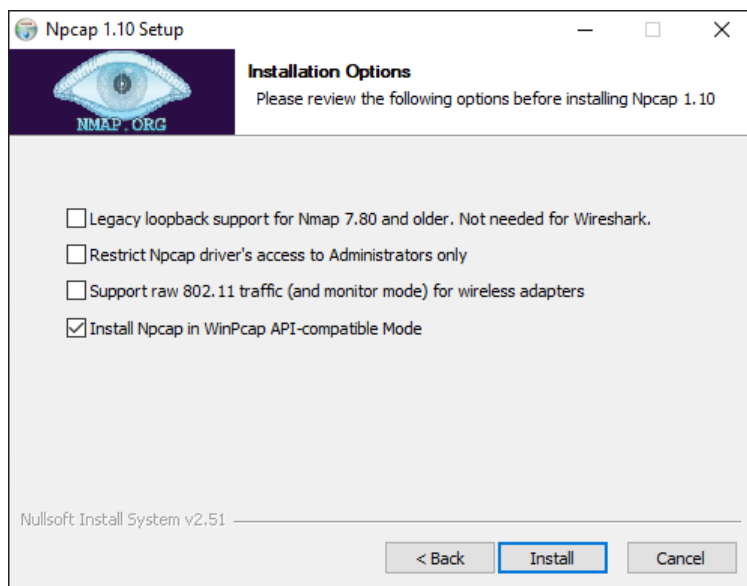 Npcap 1.10 Setup
NMAP.ORG
Installation Options
Please review the following options before installing Npcap 1.10
Legacy loopback support for Nmap 7.80 and older. Not needed for Wireshark.
Restrict Npcap driver's access to Administrators only
Support raw 802.11 traffic (and monitor mode) for wireless adapters
Install Npcap in WinPcap API-compatible Mode
Nullsoft Install System v2.51
< Back Install Cancel